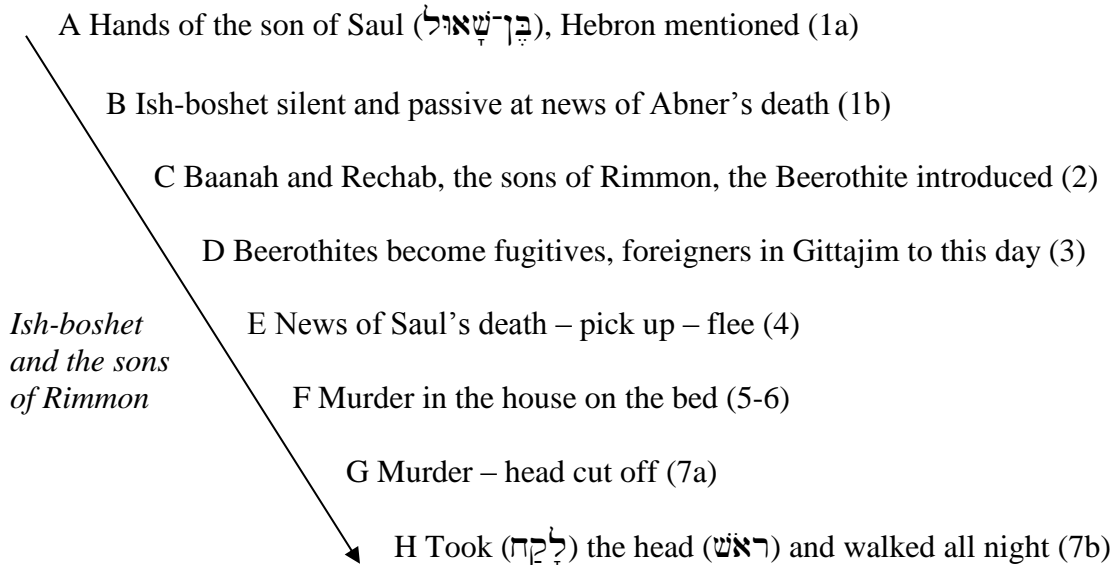 A Hands of the son of Saul (בֶּן־שָׁאוּל), Hebron mentioned (1a)
B Ish-boshet silent and passive at news of Abner’s death (1b)
C Baanah and Rechab, the sons of Rimmon, the Beerothite introduced (2)
D Beerothites become fugitives, foreigners in Gittajim to this day (3)
E News of Saul’s death – pick up – flee (4)
Ish-boshet
and the sons
of Rimmon
F Murder in the house on the bed (5-6)
G Murder – head cut off (7a)
H Took (לָקַח) the head (ראֹשׁ) and walked all night (7b)